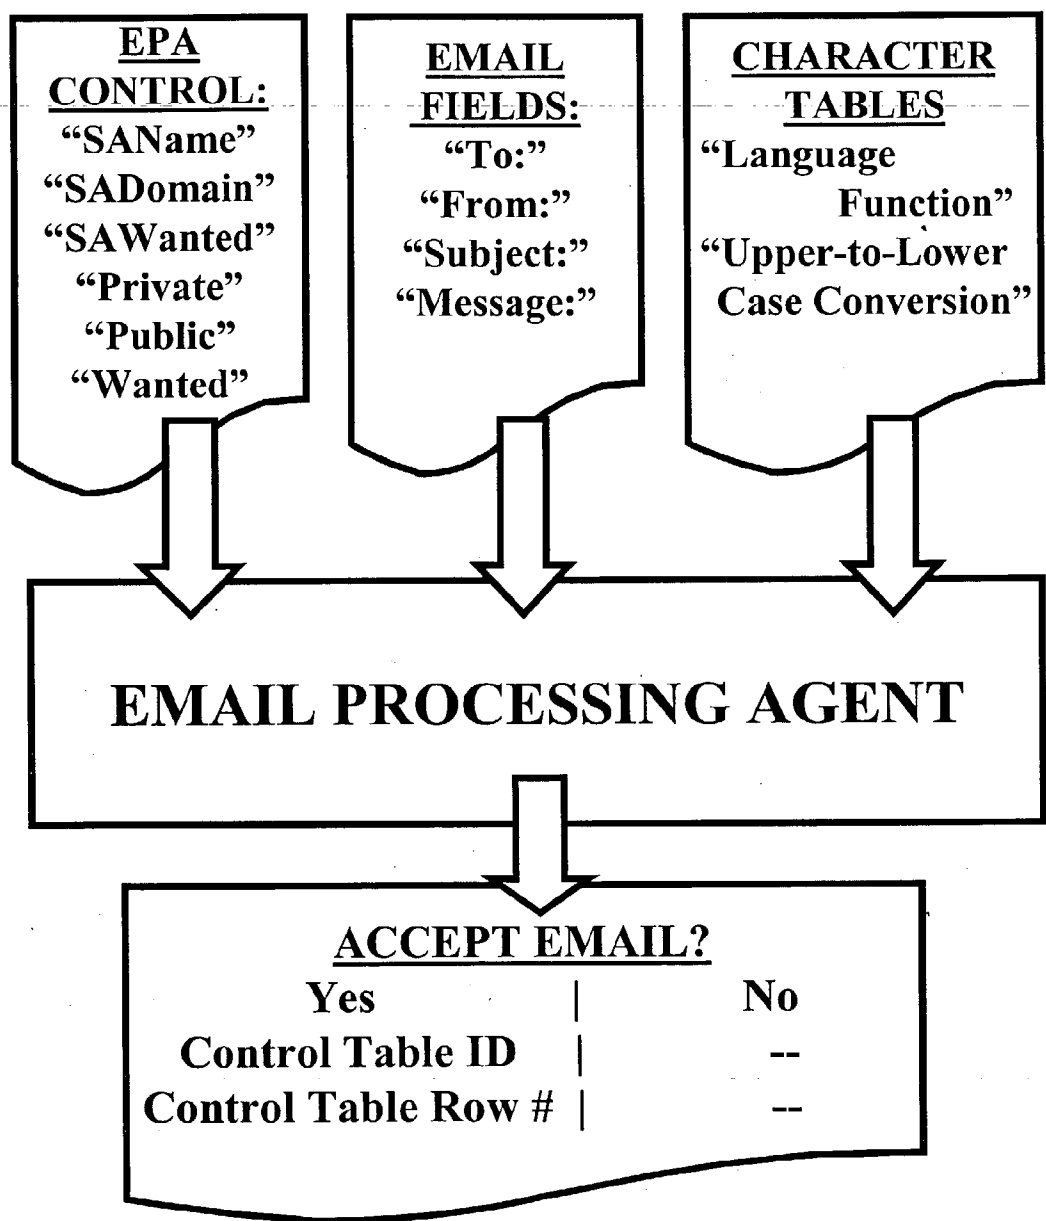 EPA
CONTROL:
“SAName”
“SADomain”
“SAWanted”
“Private”
“Public”
“Wanted”
EMAIL
FIELDS:
“To:”
“From:”
“Subject:”
“Message:”
CHARACTER
TABLES
“Language
Function”
“Upper-to-Lower
Case Conversion”
EMAIL PROCESSING AGENT
ACCEPT EMAIL?
Yes | No
Control Table ID | --
Control Table Row # | --